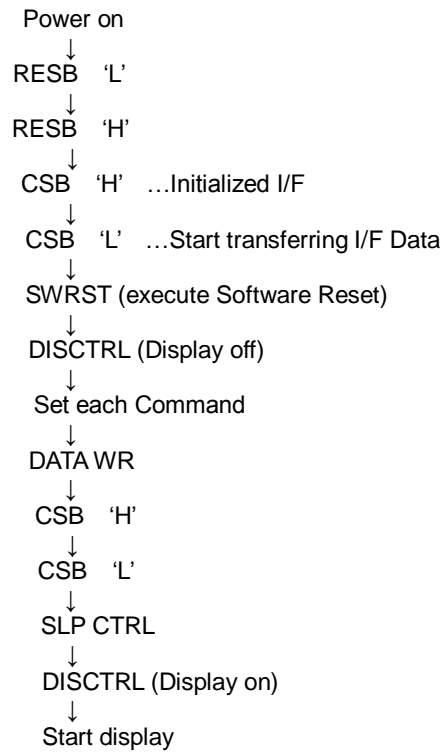 Power on
↓
RESB ‘L’
↓
RESB ‘H’
↓
CSB ‘H’ …Initialized I/F
↓
CSB ‘L’ …Start transferring I/F Data
↓
SWRST (execute Software Reset)
↓
DISCTRL (Display off)
↓
Set each Command
↓
DATA WR
↓
CSB ‘H’
↓
CSB ‘L’
↓
SLP CTRL
↓
DISCTRL (Display on)
↓
Start display